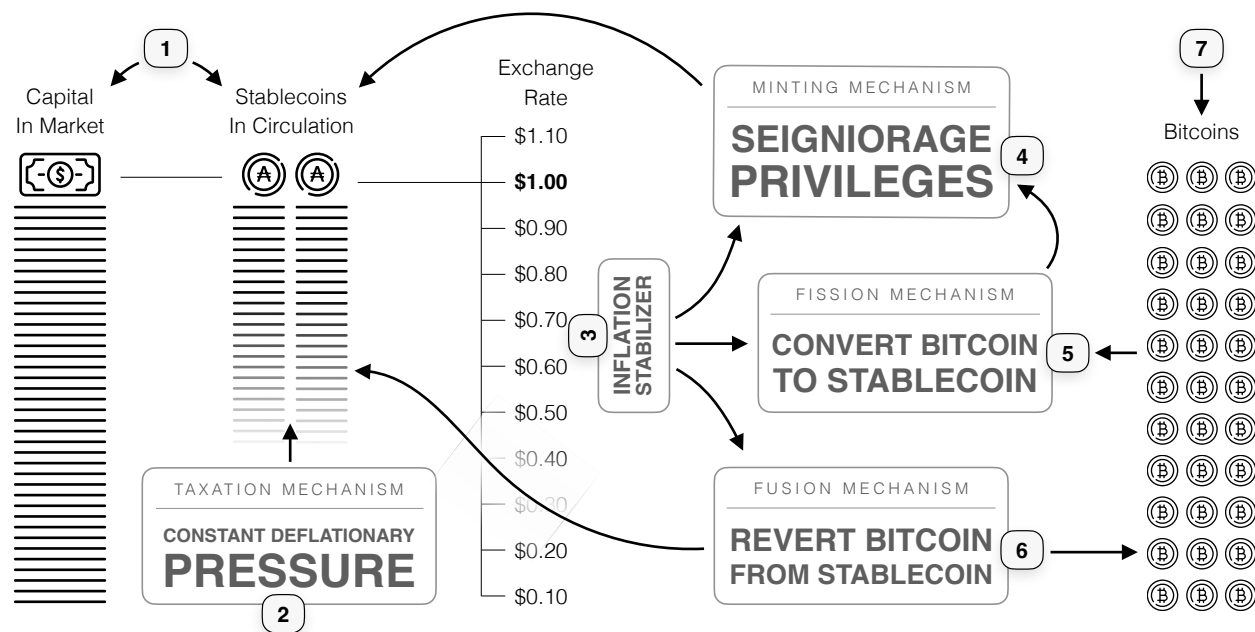 1
Capital
In Market
Stablecoins
In Circulation
Exchange
Rate
$1.10
$1.00
$0.90
$0.80
$0.70
$0.60
$0.50
$0.40
$0.30
$0.20
$0.10
TAXATION MECHANISM
CONSTANT DEFLATIONARY
PRESSURE
2
3
INFLATION
STABILIZER
MINTING MECHANISM
SEIGNIORAGE
PRIVILEGES
4
FISSION MECHANISM
CONVERT BITCOIN
TO STABLECOIN
5
FUSION MECHANISM
REVERT BITCOIN
FROM STABLECOIN
6
7
Bitcoins